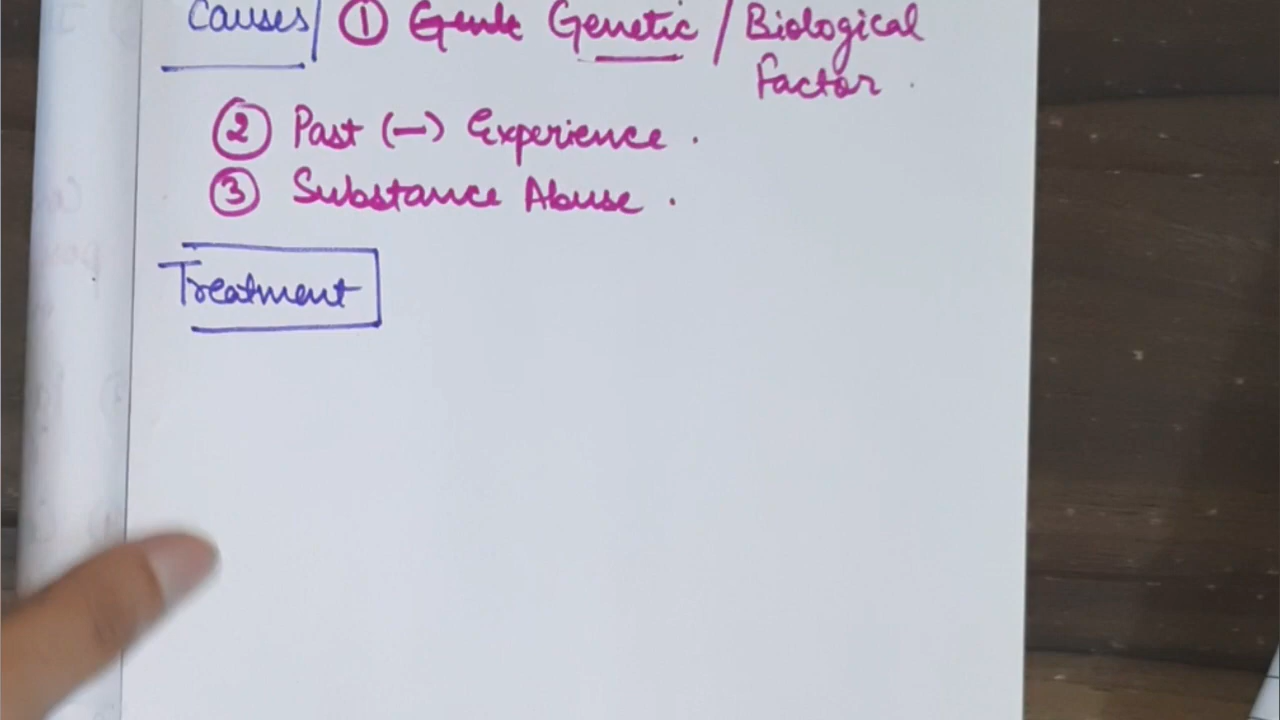 Causes/ ① Genetic / Biological
Factor.
② Past (-) Experience.
③ Substance Abuse.
Treatment